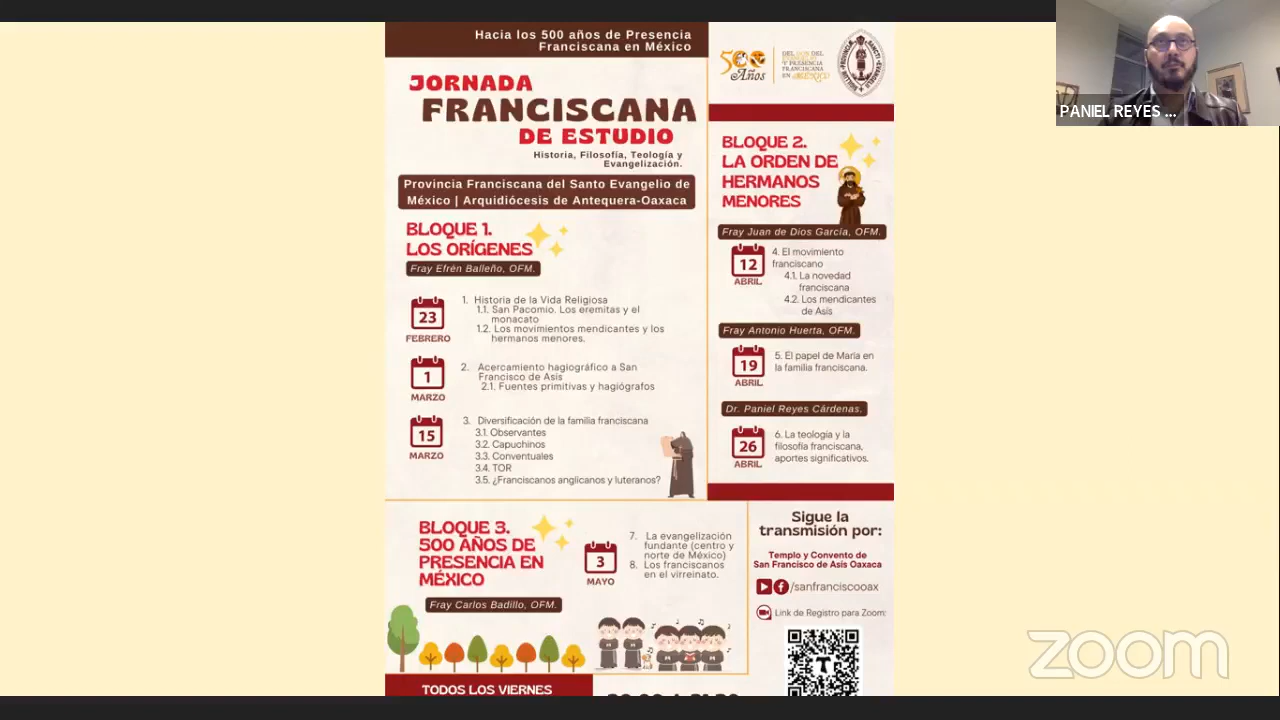 Hacia los 500 años de Presencia
Franciscana en México
JORNADA
FRANCISCANA
DE ESTUDIO
Historia, Filosofía, Teología y
Evangelización.
Provincia Franciscana del Santo Evangelio de
México | Arquidiócesis de Antequera-Oaxaca
BLOQUE 1.
LOS ORÍGENES
Fray Efrén Balleño, OFM.
23
FEBRERO
1. Historia de la Vida Religiosa
1.1. San Pacomio. Los eremitas y el
monacato
1.2. Los movimientos mendicantes y los
hermanos menores.
1
MARZO
2. Acercamiento hagiográfico a San
Francisco de Asís
2.1. Fuentes primitivas y hagiógrafos
15
MARZO
3. Diversificación de la familia franciscana
3.1. Observantes
3.2. Capuchinos
3.3. Conventuales
3.4. TOR
3.5. ¿Franciscanos anglicanos y luteranos?
500
Años
EN MÉXICO
BLOQUE 2.
LA ORDEN DE
HERMANOS
MENORES
Fray Juan de Dios García, OFM.
12
ABRIL
4. El movimiento
franciscano
4.1. La novedad
franciscana
4.2. Los mendicantes
de Asís
Fray Antonio Huerta, OFM.
19
ABRIL
5. El papel de María en
la familia franciscana.
Dr. Paniel Reyes Cárdenas.
26
ABRIL
6. La teología y la
filosofía franciscana,
aportes significativos.
BLOQUE 3.
500 AÑOS DE
PRESENCIA EN
MÉXICO
Fray Carlos Badillo, OFM.
3
MAYO
7. La evangelización
fundante (centro y
norte de México)
8. Los franciscanos
en el virreinato.
Sigue la
transmisión por:
Templo y Convento de
San Francisco de Asís Oaxaca
/sanfranciscooax
Link de Registro para Zoom:
TODOS LOS VIERNES
PANIEL REYES ...
zoom